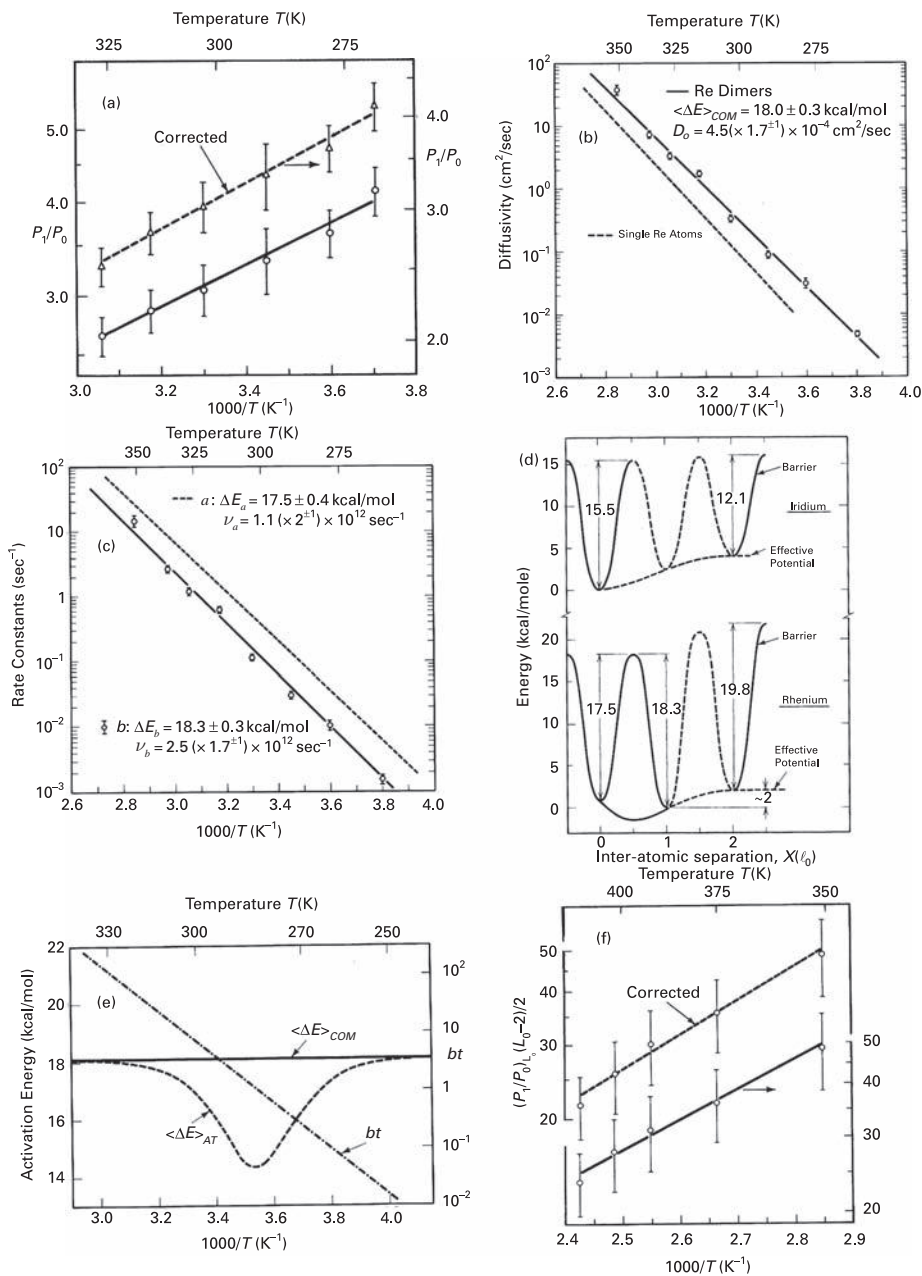 Temperature T(K)
325 300 275
(a)
Corrected
5.0
4.0
P₁/P₀
3.0
4.0
P₁/P₀
3.0
2.0
3.0 3.2 3.4 3.6 3.8
1000/T (K⁻¹)
Temperature T(K)
350 325 300 275
10²
10
10⁰
10⁻¹
10⁻²
10⁻³
Diffusivity (cm²/sec)
Re Dimers
<ΔE>COM = 18.0 ± 0.3 kcal/mol
Dₒ = 4.5(× 1.7^±1) × 10⁻⁴ cm²/sec
(b)
Single Re Atoms
2.6 2.8 3.0 3.2 3.4 3.6 3.8 4.0
1000/T (K⁻¹)
Temperature T(K)
350 325 300 275
10²
10
1
10⁻¹
10⁻²
10⁻³
Rate Constants (sec⁻¹)
a: ΔEₐ = 17.5 ± 0.4 kcal/mol
νₐ = 1.1 (× 2^±1) × 10¹² sec⁻¹
(c)
b: ΔE_b = 18.3 ± 0.3 kcal/mol
ν_b = 2.5 (× 1.7^±1) × 10¹² sec⁻¹
2.6 2.8 3.0 3.2 3.4 3.6 3.8 4.0
1000/T (K⁻¹)
(d)
15
10
5
0
15.5
12.1
Barrier
Iridium
Effective
Potential
Energy (kcal/mole)
20
15
10
5
0
17.5
18.3
19.8
Barrier
Rhenium
Effective
Potential
~2
0 1 2
Inter-atomic separation, X(ℓ₀)
Temperature T(K)
330 300 270 250
22
20
18
16
14
Activation Energy (kcal/mol)
(e)
<ΔE>COM
<ΔE>AT
bt
10²
10
bt
1
10⁻¹
10⁻²
3.0 3.2 3.4 3.6 3.8 4.0
1000/T (K⁻¹)
Temperature T(K)
400 375 350
(f)
Corrected
50
40
30
20
(P₁/P₀)Lₒ(L₀–2)/2
50
40
30
20
2.4 2.5 2.6 2.7 2.8 2.9
1000/T (K⁻¹)